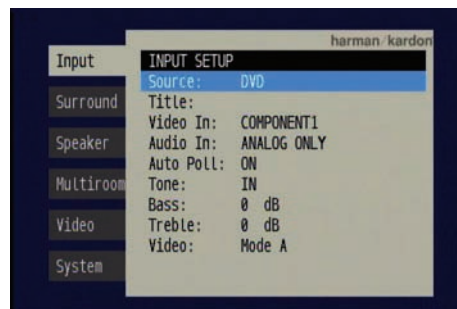 harman/kardon
Input
Surround
Speaker
Multiroom
Video
System
INPUT SETUP
Source: DVD
Title:
Video In: COMPONENT1
Audio In: ANALOG ONLY
Auto Poll: ON
Tone: IN
Bass: 0 dB
Treble: 0 dB
Video: Mode A